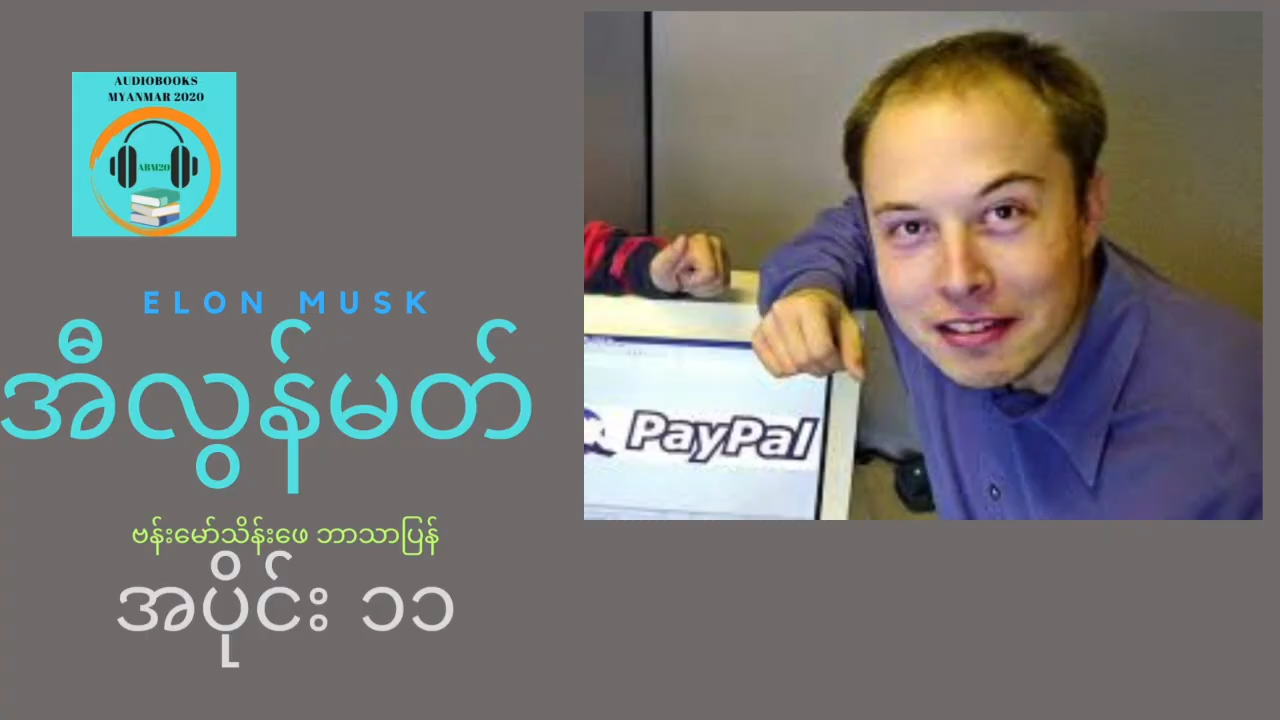 AUDIOBOOKS
MYANMAR 2020
ABM20
ELON MUSK
အီလွန်မတ်
ဗန်းမော်သိန်းဖေ ဘာသာပြန်
အပိုင်း ၁၁
PayPal